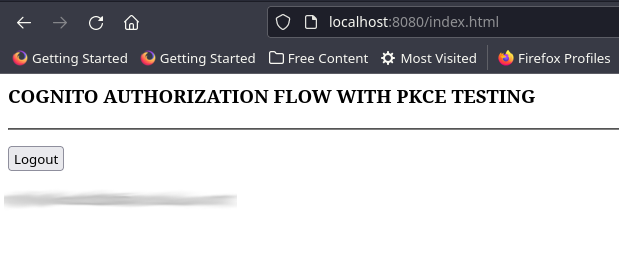 localhost:8080/index.html
Getting Started Getting Started Free Content Most Visited Firefox Profiles
COGNITO AUTHORIZATION FLOW WITH PKCE TESTING
Logout